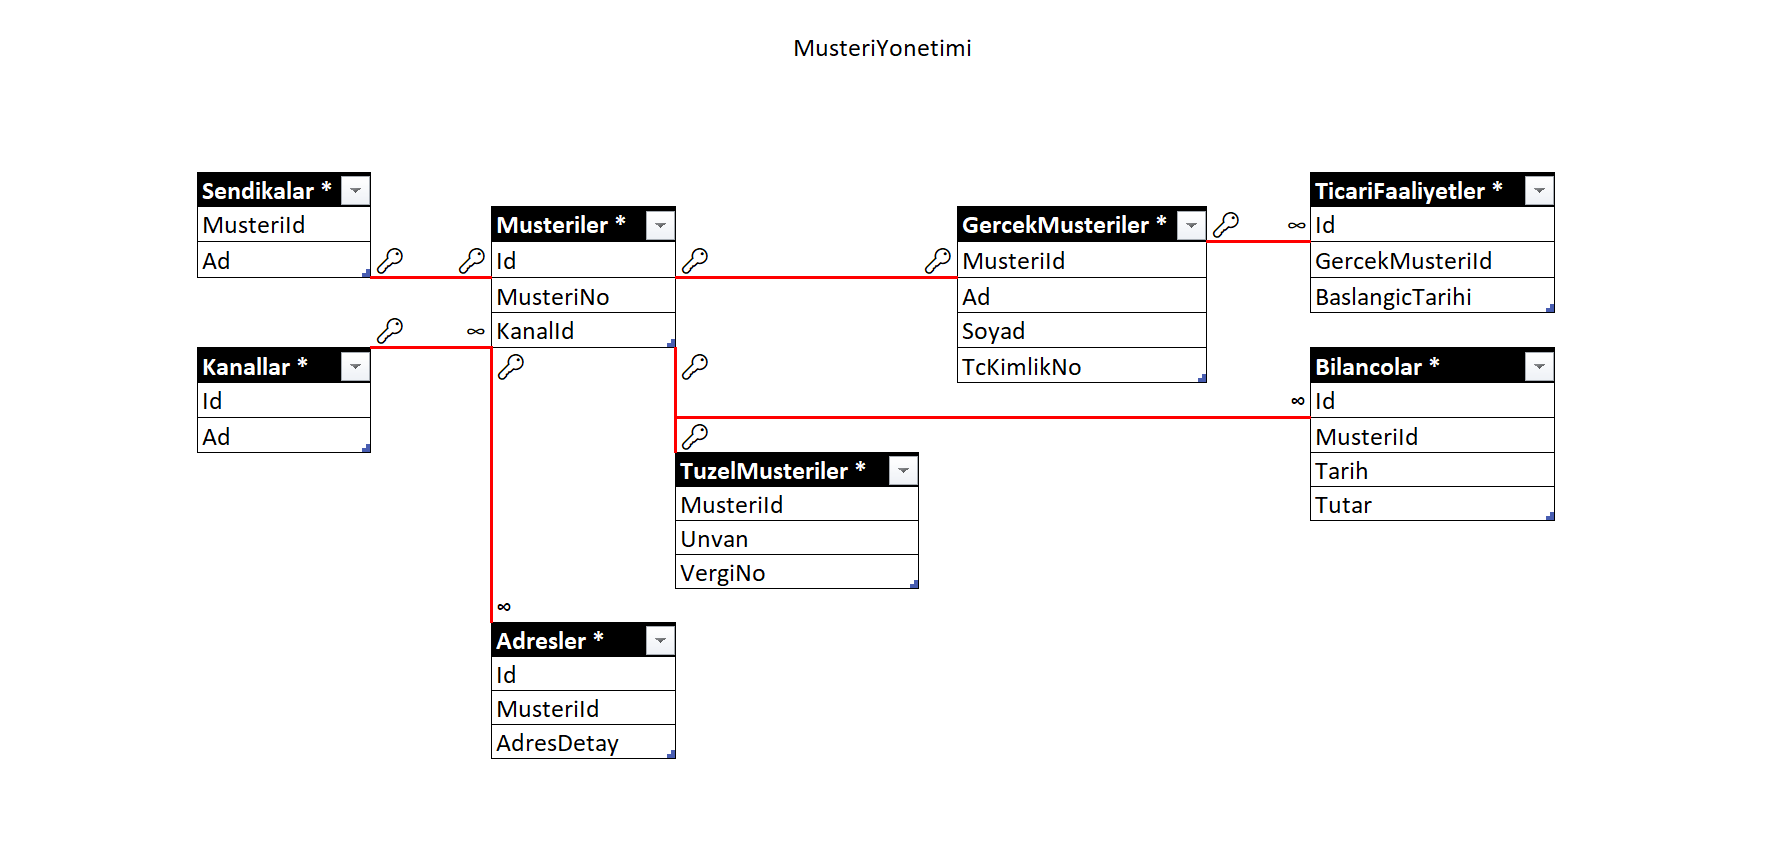 MusteriYonetimi
Sendikalar *
MusteriId
Ad
Musteriler *
Id
MusteriNo
KanalId
GercekMusteriler *
MusteriId
Ad
Soyad
TcKimlikNo
TicariFaaliyetler *
Id
GercekMusteriId
BaslangicTarihi
∞
∞
Kanallar *
Id
Ad
Bilancolar *
Id
MusteriId
Tarih
Tutar
∞
TuzelMusteriler *
MusteriId
Unvan
VergiNo
∞
Adresler *
Id
MusteriId
AdresDetay